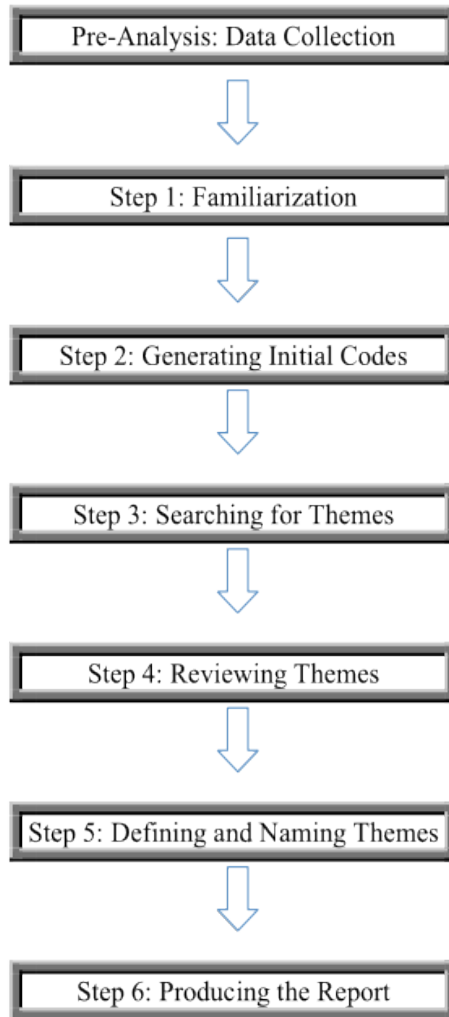 Pre-Analysis: Data Collection
Step 1: Familiarization
Step 2: Generating Initial Codes
Step 3: Searching for Themes
Step 4: Reviewing Themes
Step 5: Defining and Naming Themes
Step 6: Producing the Report